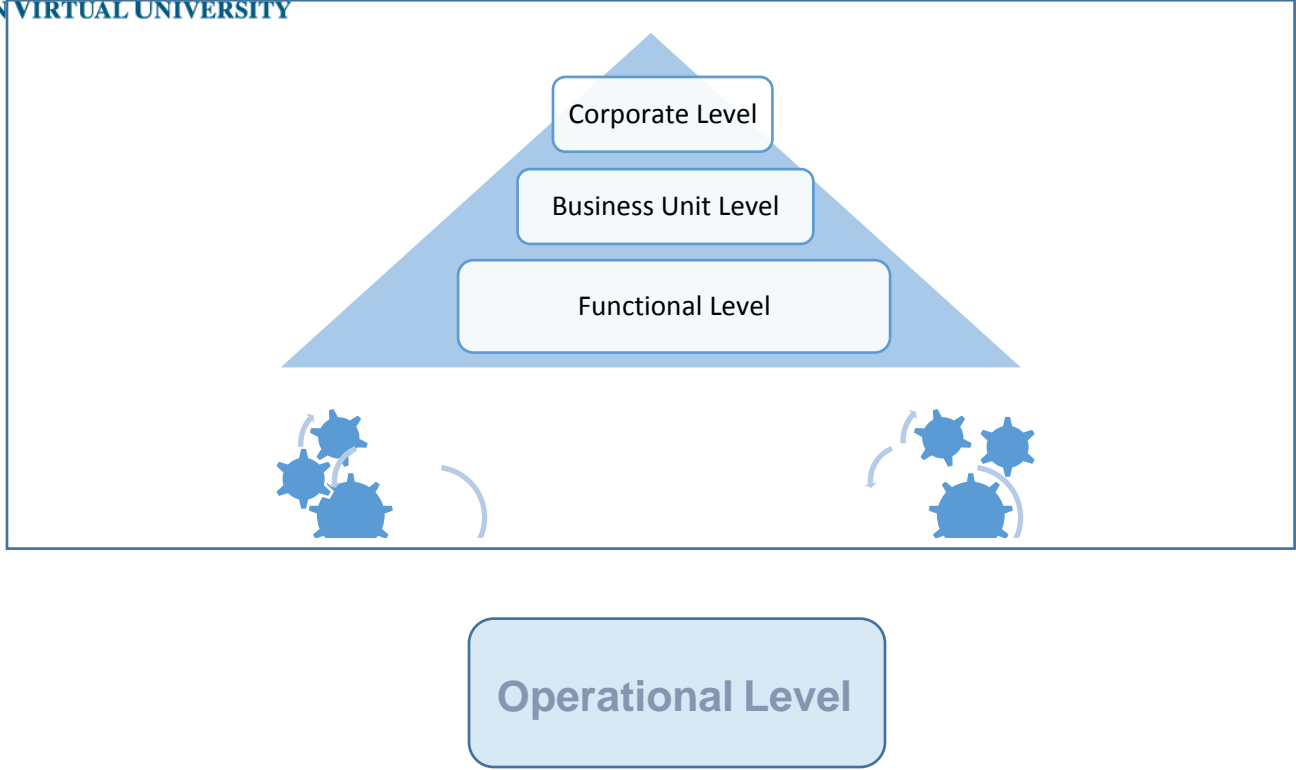 VIRTUAL UNIVERSITY
Corporate Level
Business Unit Level
Functional Level
Operational Level